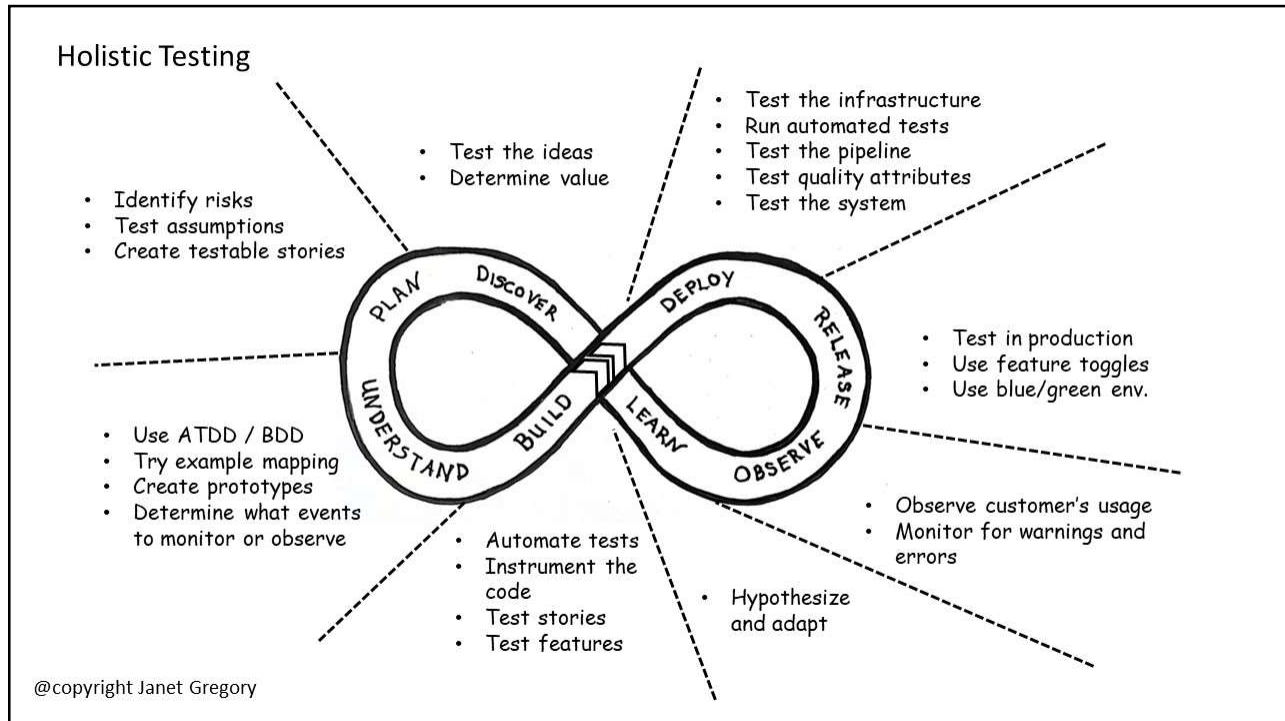 Holistic Testing
• Test the ideas
• Determine value
• Test the infrastructure
• Run automated tests
• Test the pipeline
• Test quality attributes
• Test the system
• Identify risks
• Test assumptions
• Create testable stories
PLAN
DISCOVER
DEPLOY
RELEASE
• Test in production
• Use feature toggles
• Use blue/green env.
UNDERSTAND
BUILD
LEARN
OBSERVE
• Use ATDD / BDD
• Try example mapping
• Create prototypes
• Determine what events
to monitor or observe
• Automate tests
• Instrument the
code
• Test stories
• Test features
• Hypothesize
and adapt
• Observe customer's usage
• Monitor for warnings and
errors
@copyright Janet Gregory